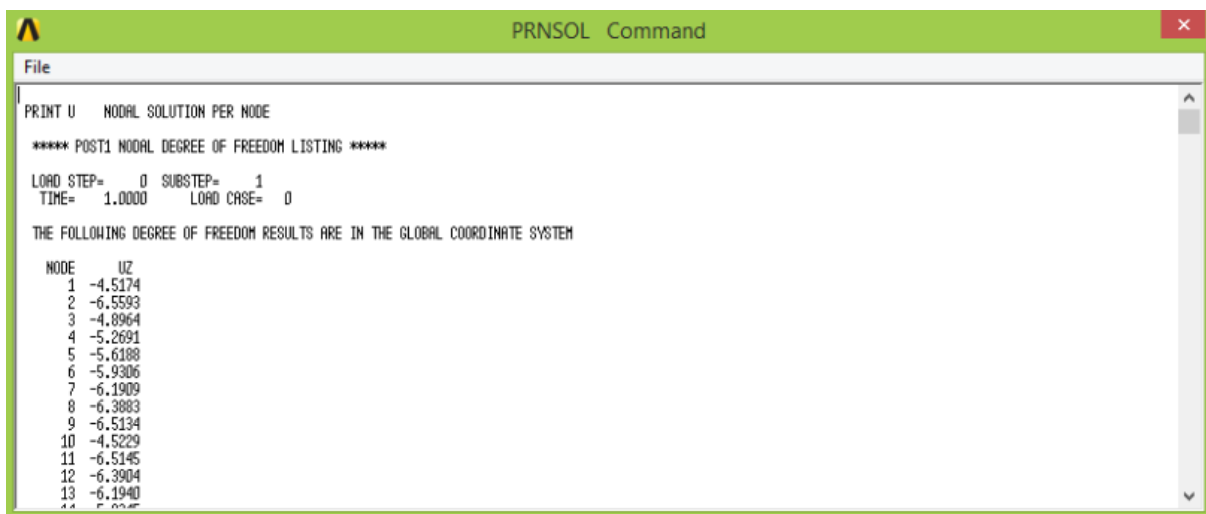 PRNSOL Command
File
PRINT U NODAL SOLUTION PER NODE
***** POST1 NODAL DEGREE OF FREEDOM LISTING *****
LOAD STEP= 0 SUBSTEP= 1
TIME= 1.0000 LOAD CASE= 0
THE FOLLOWING DEGREE OF FREEDOM RESULTS ARE IN THE GLOBAL COORDINATE SYSTEM
NODE UZ
1 -4.5174
2 -6.5593
3 -4.8964
4 -5.2691
5 -5.6188
6 -5.9306
7 -6.1909
8 -6.3883
9 -6.5134
10 -4.5229
11 -6.5145
12 -6.3904
13 -6.1940